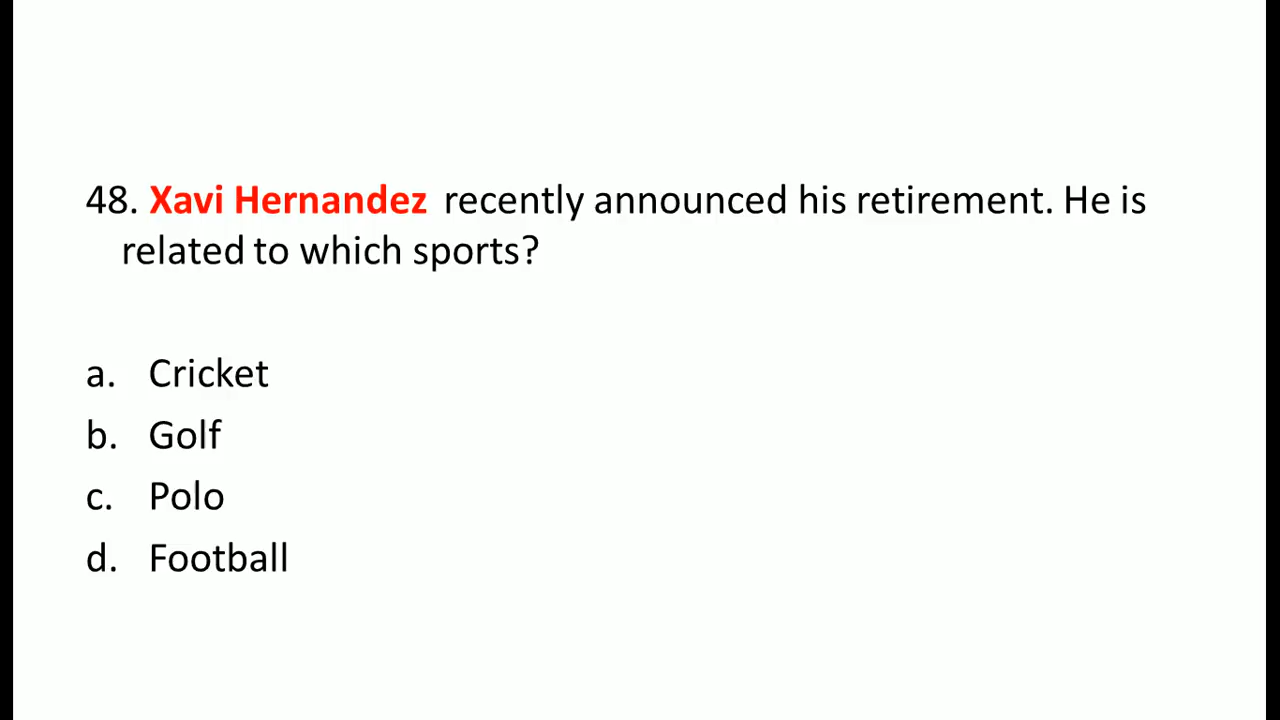 48. Xavi Hernandez recently announced his retirement. He is
related to which sports?
a. Cricket
b. Golf
c. Polo
d. Football